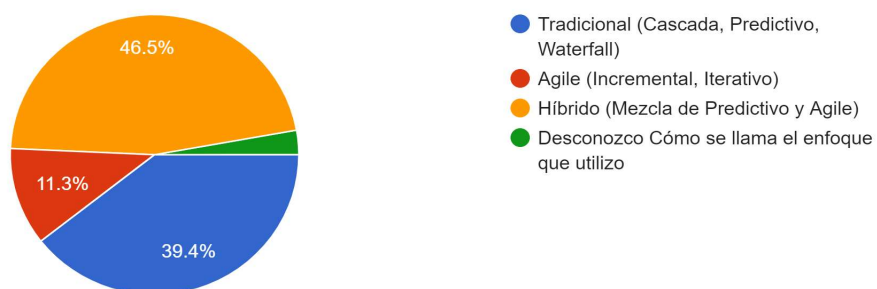 46.5%
11.3%
39.4%
Tradicional (Cascada, Predictivo,
Waterfall)
Agile (Incremental, Iterativo)
Híbrido (Mezcla de Predictivo y Agile)
Desconozco Cómo se llama el enfoque
que utilizo